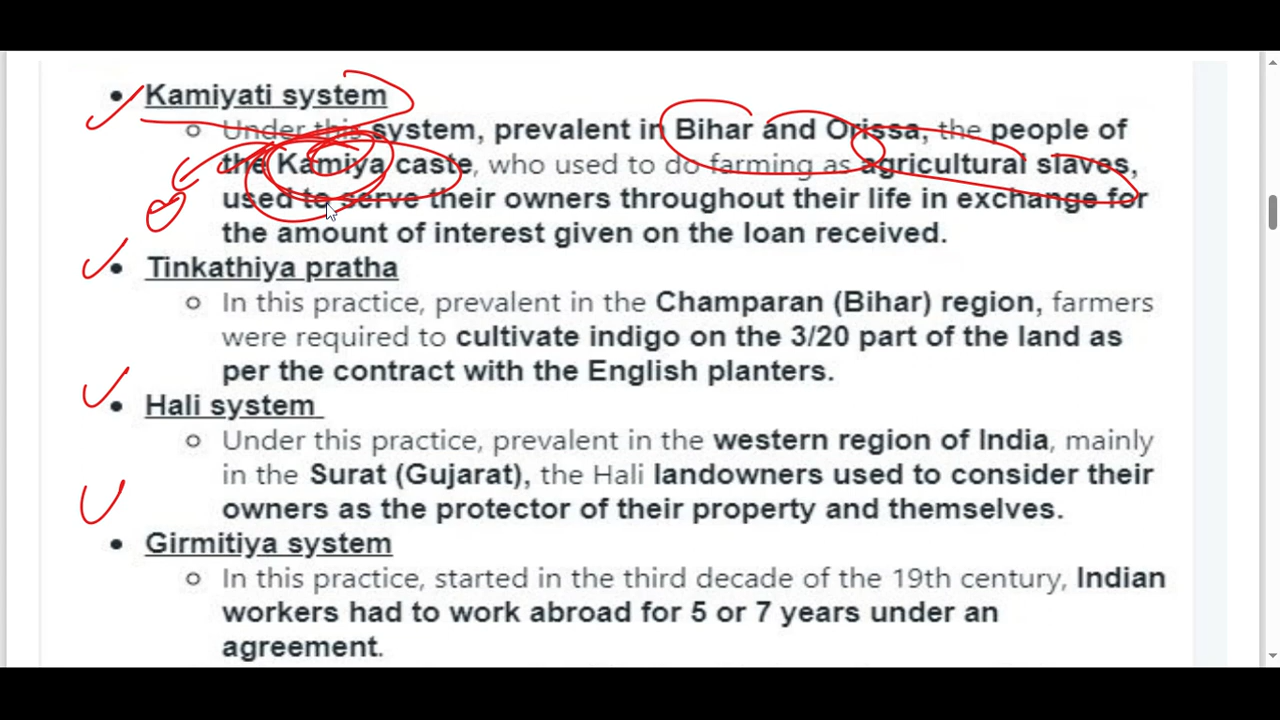 Kamiyati system
Under this system, prevalent in Bihar and Orissa, the people of
the Kamiya caste, who used to do farming as agricultural slaves,
used to serve their owners throughout their life in exchange for
the amount of interest given on the loan received.
Tinkathiya pratha
In this practice, prevalent in the Champaran (Bihar) region, farmers
were required to cultivate indigo on the 3/20 part of the land as
per the contract with the English planters.
Hali system
Under this practice, prevalent in the western region of India, mainly
in the Surat (Gujarat), the Hali landowners used to consider their
owners as the protector of their property and themselves.
Girmitiya system
In this practice, started in the third decade of the 19th century, Indian
workers had to work abroad for 5 or 7 years under an
agreement.